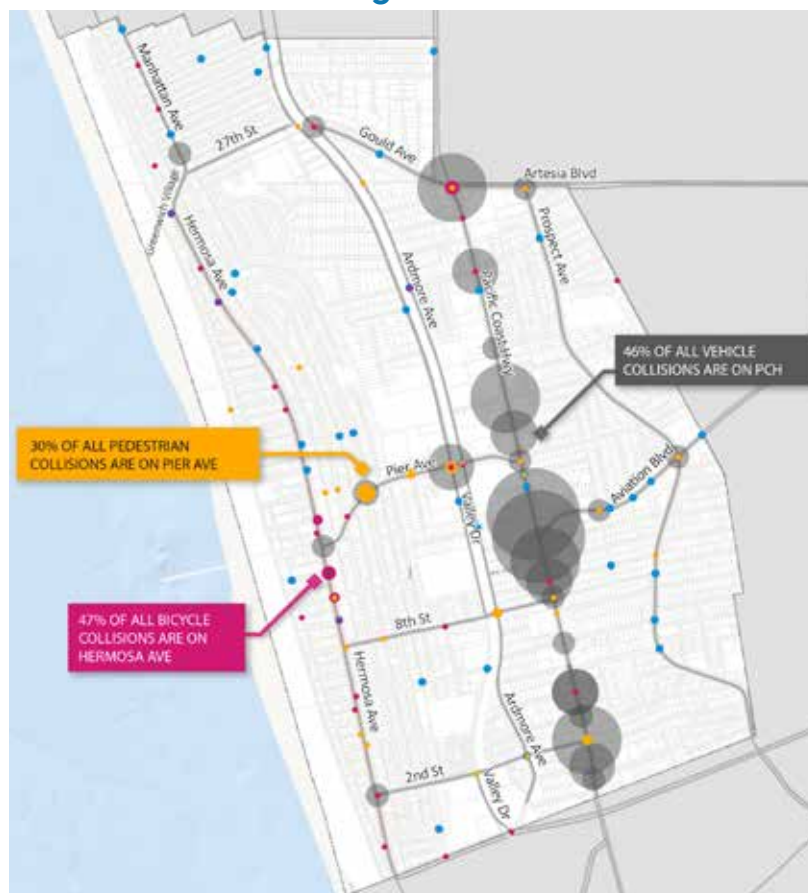 Manhattan Ave
27th St
Gould Ave
Artesia Blvd
Greenwich Village
Hermosa Ave
Prospect Ave
Ardmore Ave
Pacific Coast Hwy
46% OF ALL VEHICLE
COLLISIONS ARE ON PCH
30% OF ALL PEDESTRIAN
COLLISIONS ARE ON PIER AVE
Pier Ave
Aviation Blvd
Valley Dr
47% OF ALL BICYCLE
COLLISIONS ARE ON
HERMOSA AVE
8th St
Hermosa Ave
Ardmore Ave
2nd St
Valley Dr